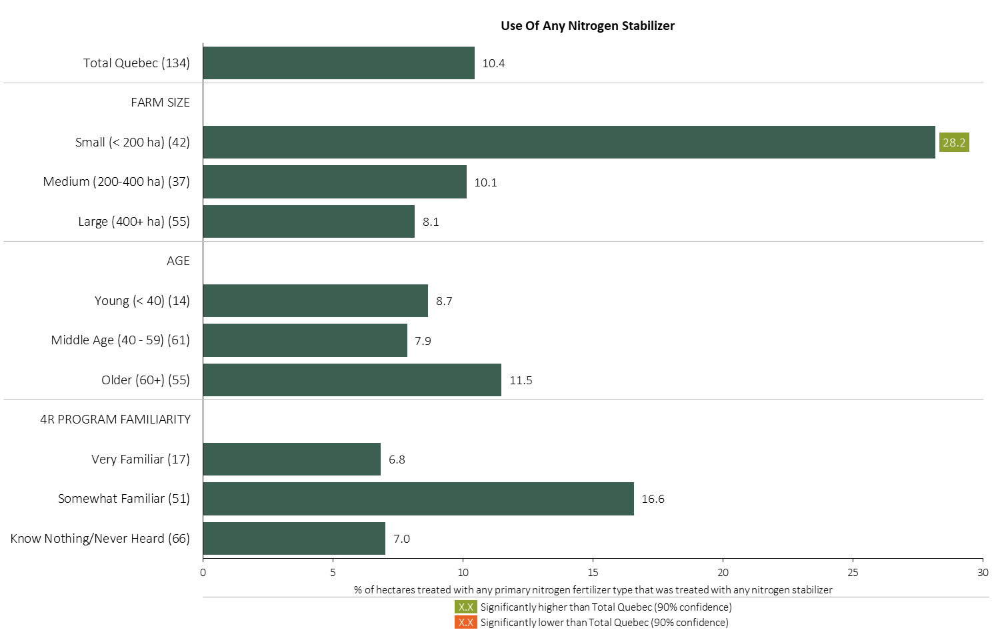 Use Of Any Nitrogen Stabilizer
Total Quebec (134) 10.4
FARM SIZE
Small (< 200 ha) (42) 28.2
Medium (200-400 ha) (37) 10.1
Large (400+ ha) (55) 8.1
AGE
Young (< 40) (14) 8.7
Middle Age (40 - 59) (61) 7.9
Older (60+) (55) 11.5
4R PROGRAM FAMILIARITY
Very Familiar (17) 6.8
Somewhat Familiar (51) 16.6
Know Nothing/Never Heard (66) 7.0
0 5 10 15 20 25 30
% of hectares treated with any primary nitrogen fertilizer type that was treated with any nitrogen stabilizer
X.X Significantly higher than Total Quebec (90% confidence)
X.X Significantly lower than Total Quebec (90% confidence)